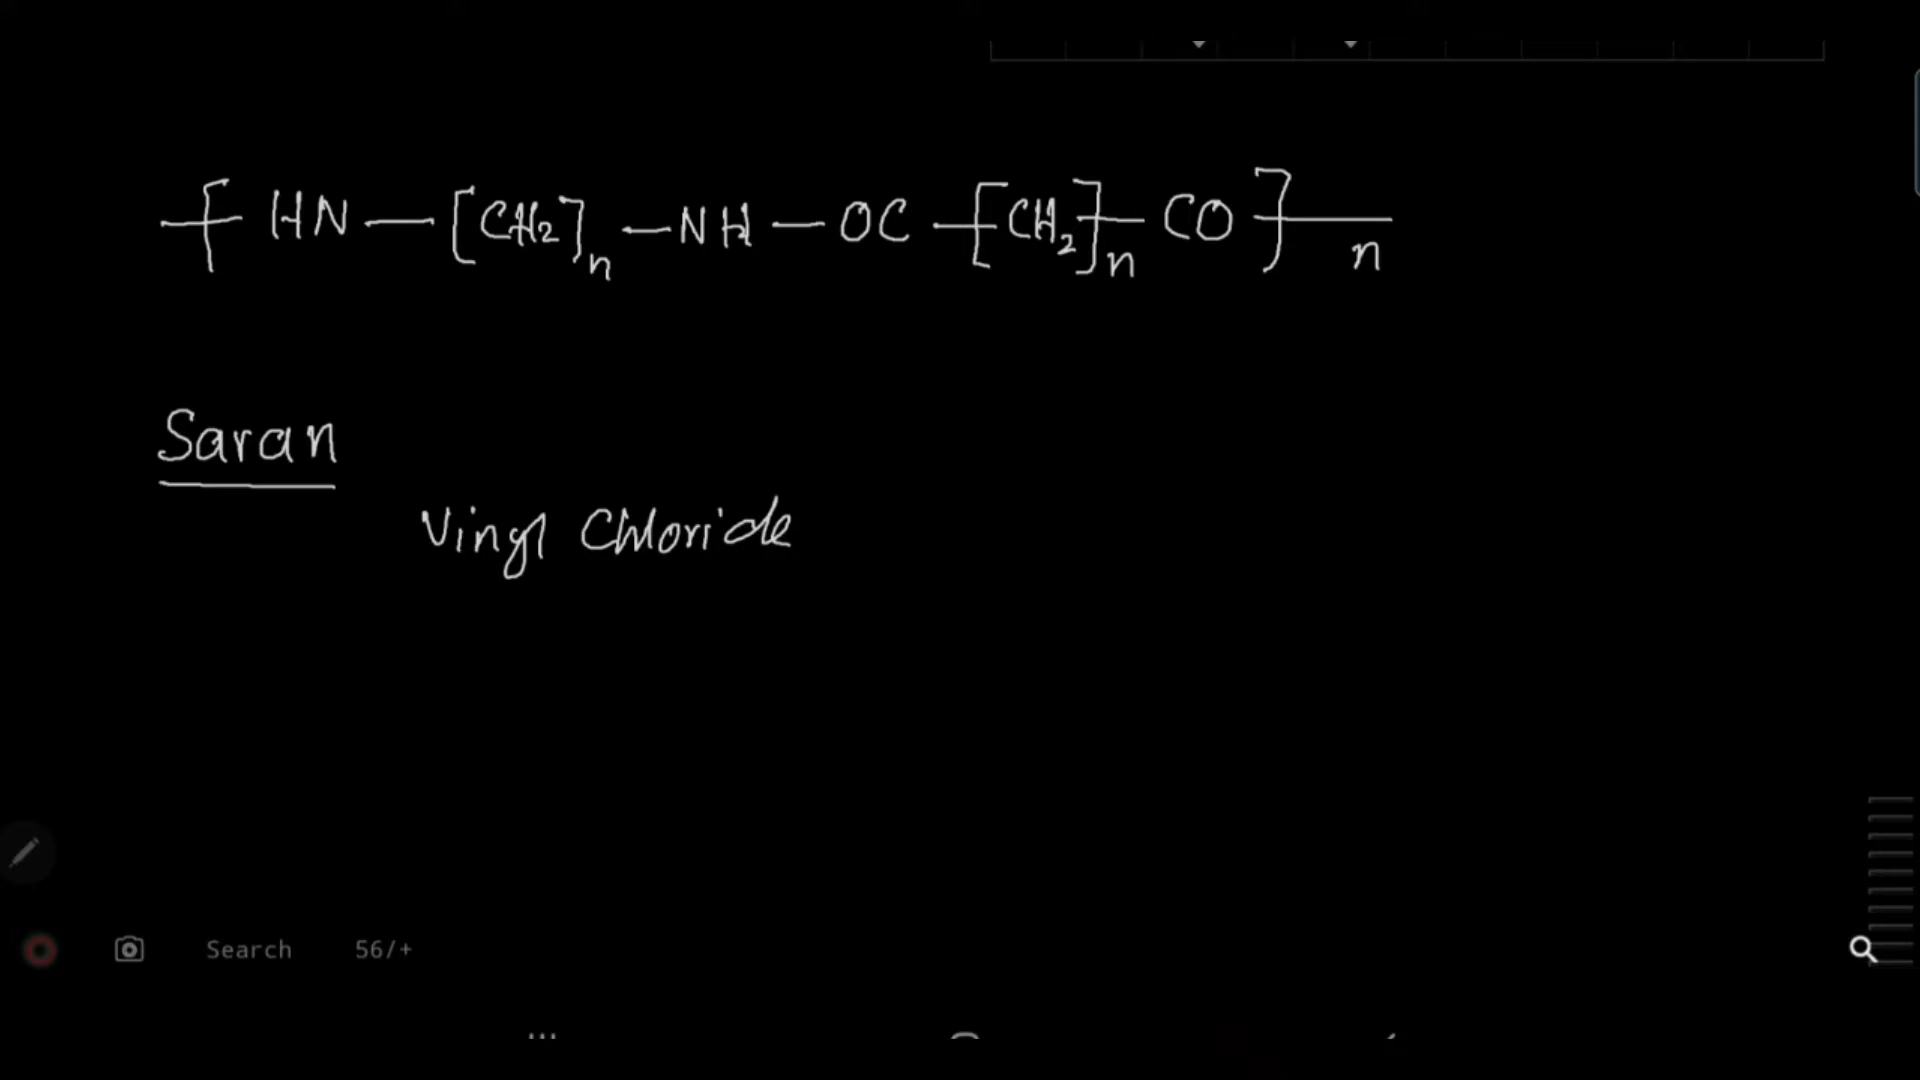 [HN—[CH2]n—NH—OC—[CH2]n—CO]n
Saran
Vinyl Chloride
Search 56/+